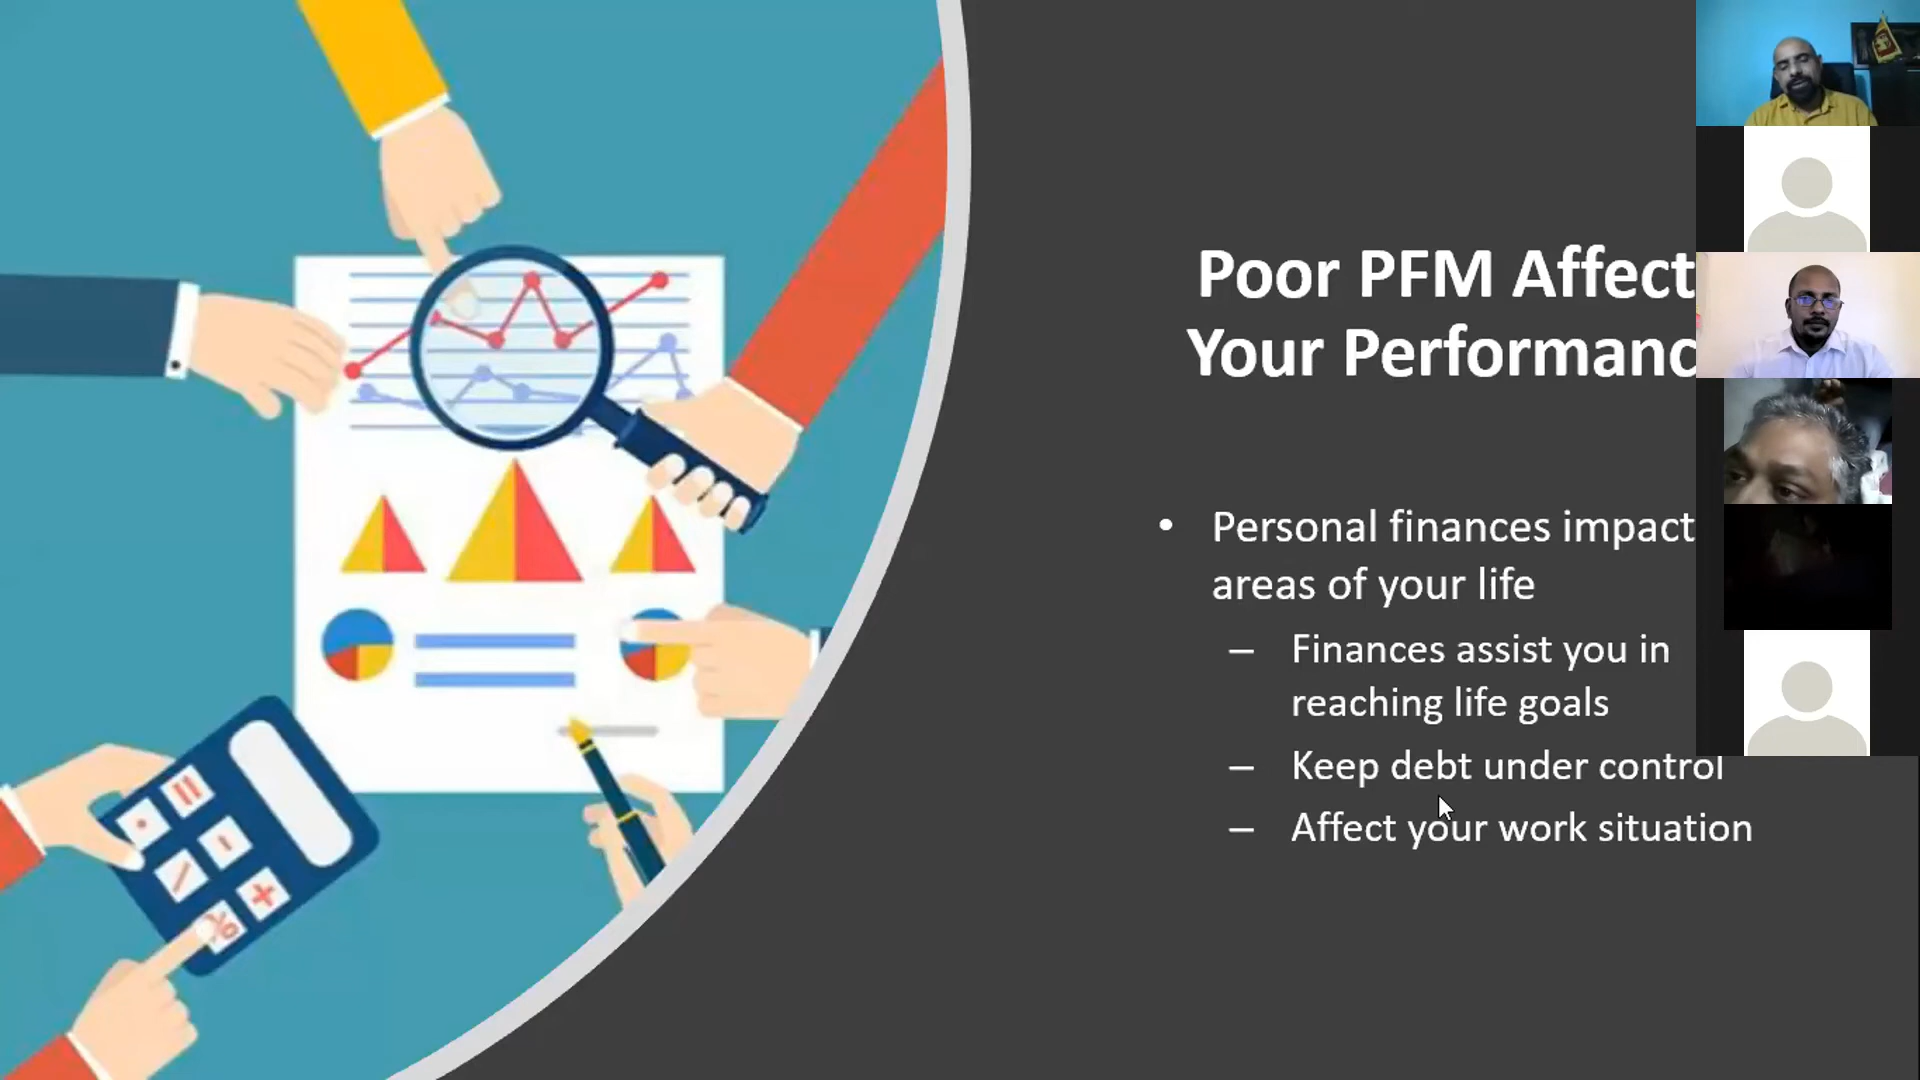 Poor PFM Affect
Your Performanc
• Personal finances impact
areas of your life
– Finances assist you in
reaching life goals
– Keep debt under control
– Affect your work situation